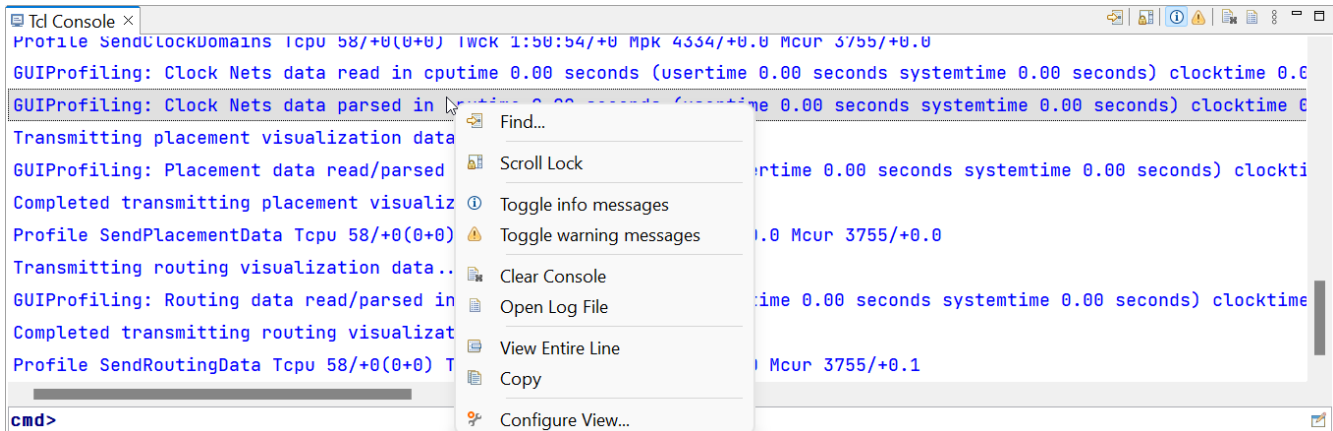 Tcl Console
Profile SendClockDomains Tcpu 58/+0(0+0) Twck 1:50:54/+0 Mpk 4334/+0.0 Mcur 3755/+0.0
GUIProfiling: Clock Nets data read in cputime 0.00 seconds (usertime 0.00 seconds systemtime 0.00 seconds) clocktime
GUIProfiling: Clock Nets data parsed in cputime 0.00 seconds (usertime 0.00 seconds systemtime 0.00 seconds) clocktime
Transmitting placement visualization data
GUIProfiling: Placement data read/parsed ertime 0.00 seconds systemtime 0.00 seconds) clockti
Completed transmitting placement visualiz
Profile SendPlacementData Tcpu 58/+0(0+0) .0 Mcur 3755/+0.0
Transmitting routing visualization data..
GUIProfiling: Routing data read/parsed in time 0.00 seconds systemtime 0.00 seconds) clocktime
Completed transmitting routing visualizat
Profile SendRoutingData Tcpu 58/+0(0+0) T Mcur 3755/+0.1
Find...
Scroll Lock
Toggle info messages
Toggle warning messages
Clear Console
Open Log File
View Entire Line
Copy
Configure View...
cmd>